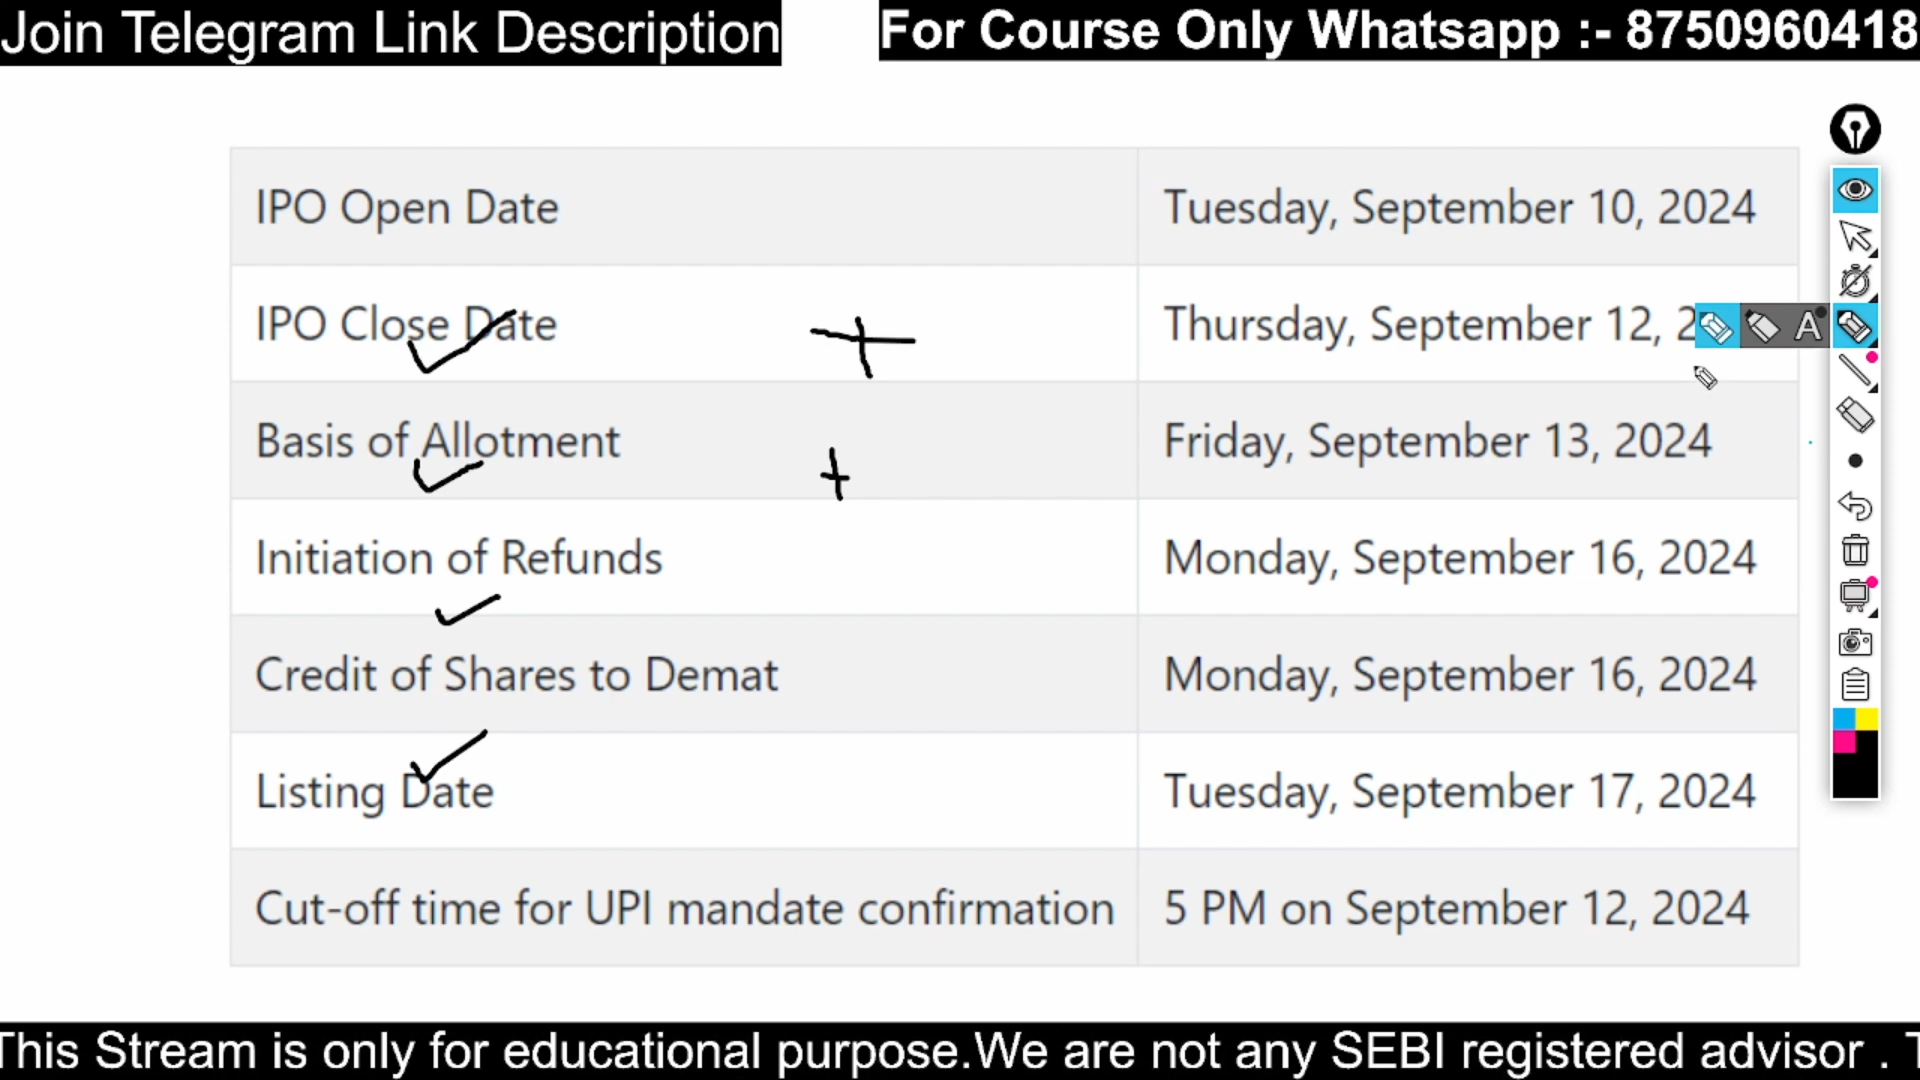 Join Telegram Link Description
For Course Only Whatsapp :- 8750960418
IPO Open Date Tuesday, September 10, 2024
IPO Close Date Thursday, September 12, 2
A
Basis of Allotment Friday, September 13, 2024
Initiation of Refunds Monday, September 16, 2024
Credit of Shares to Demat Monday, September 16, 2024
Listing Date Tuesday, September 17, 2024
Cut-off time for UPI mandate confirmation 5 PM on September 12, 2024
This Stream is only for educational purpose.We are not any SEBI registered advisor .